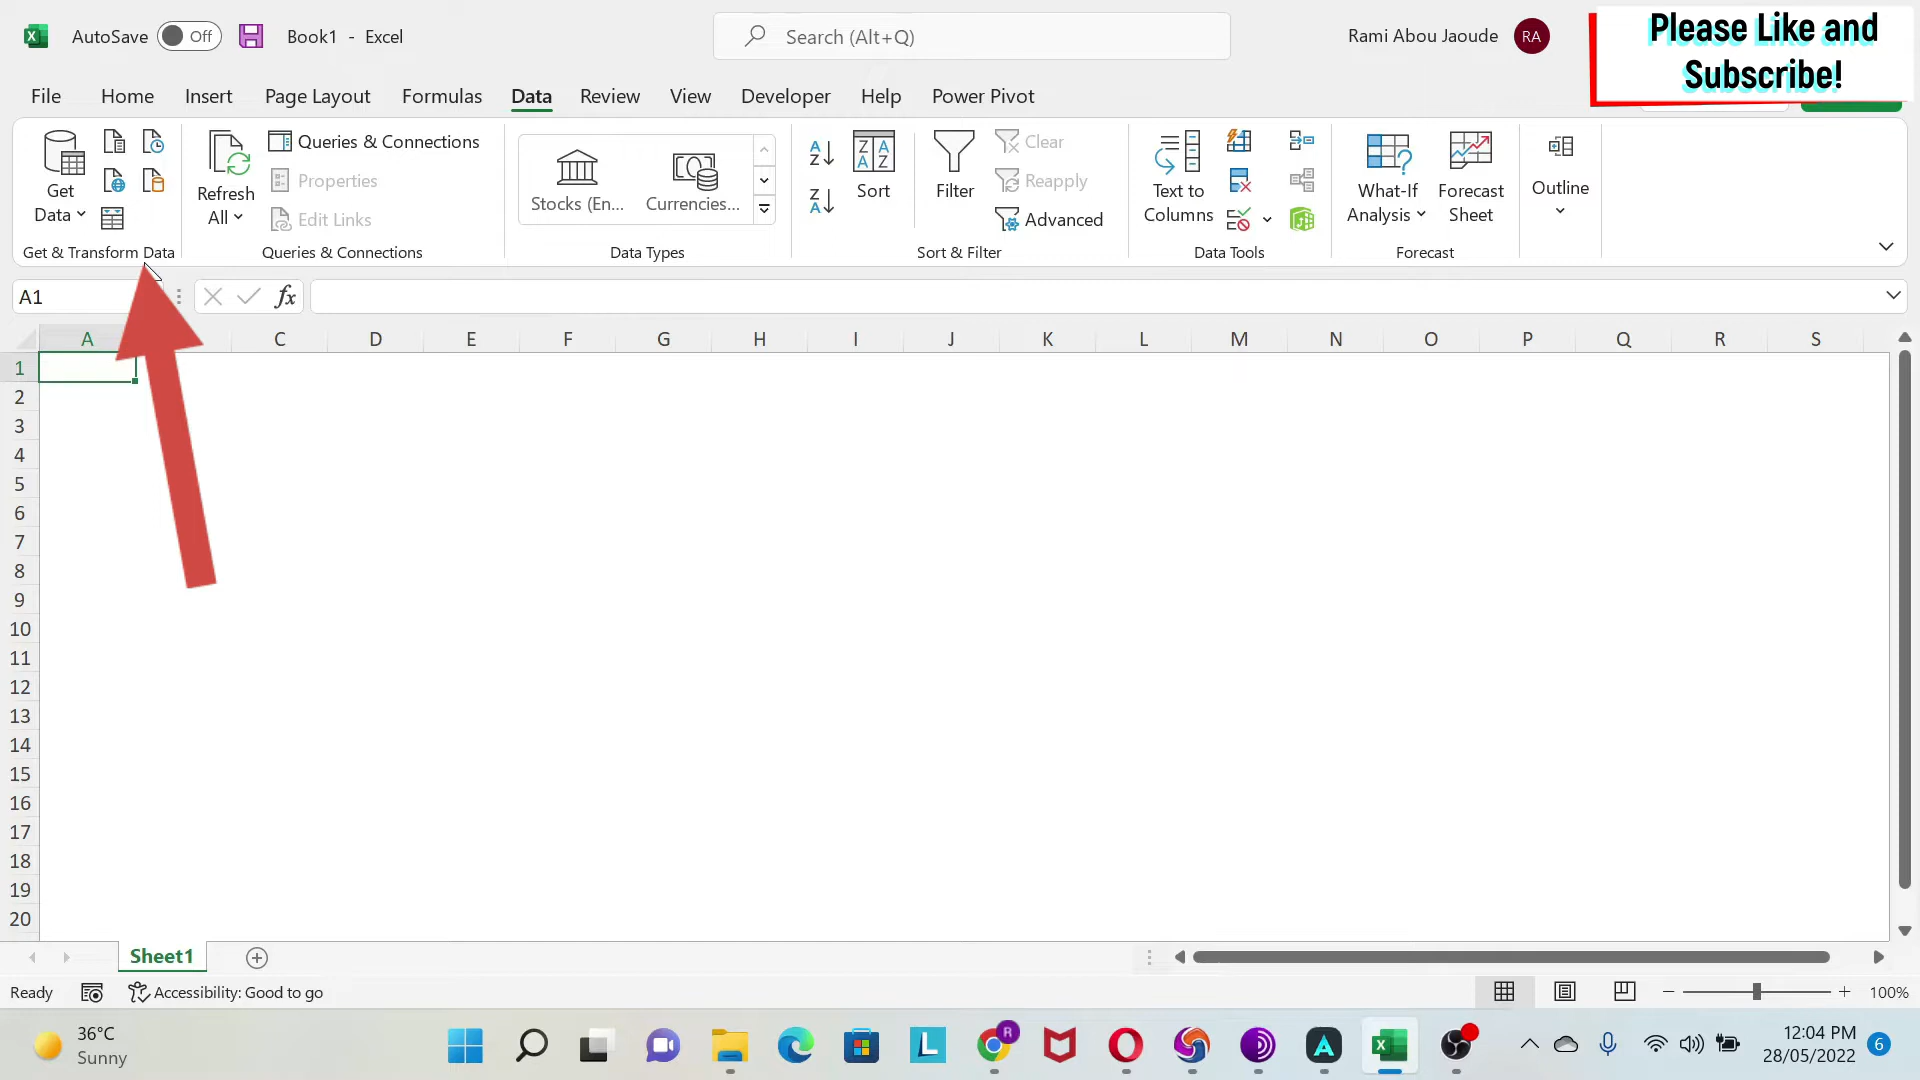 AutoSave Off Book1 - Excel
Search (Alt+Q)
Rami Abou Jaoude RA
Please Like and
Subscribe!
File Home Insert Page Layout Formulas Data Review View Developer Help Power Pivot
Get
Data
Get & Transform Data
Refresh
All
Queries & Connections
Properties
Edit Links
Queries & Connections
Stocks (En... Currencies...
Data Types
Sort
Filter
Clear
Reapply
Advanced
Sort & Filter
Text to
Columns
Data Tools
What-If
Analysis
Forecast
Sheet
Forecast
Outline
A1
fx
A C D E F G H I J K L M N O P Q R S
1
2
3
4
5
6
7
8
9
10
11
12
13
14
15
16
17
18
19
20
Sheet1
Ready Accessibility: Good to go 100%
36°C
Sunny
R
12:04 PM
28/05/2022
6